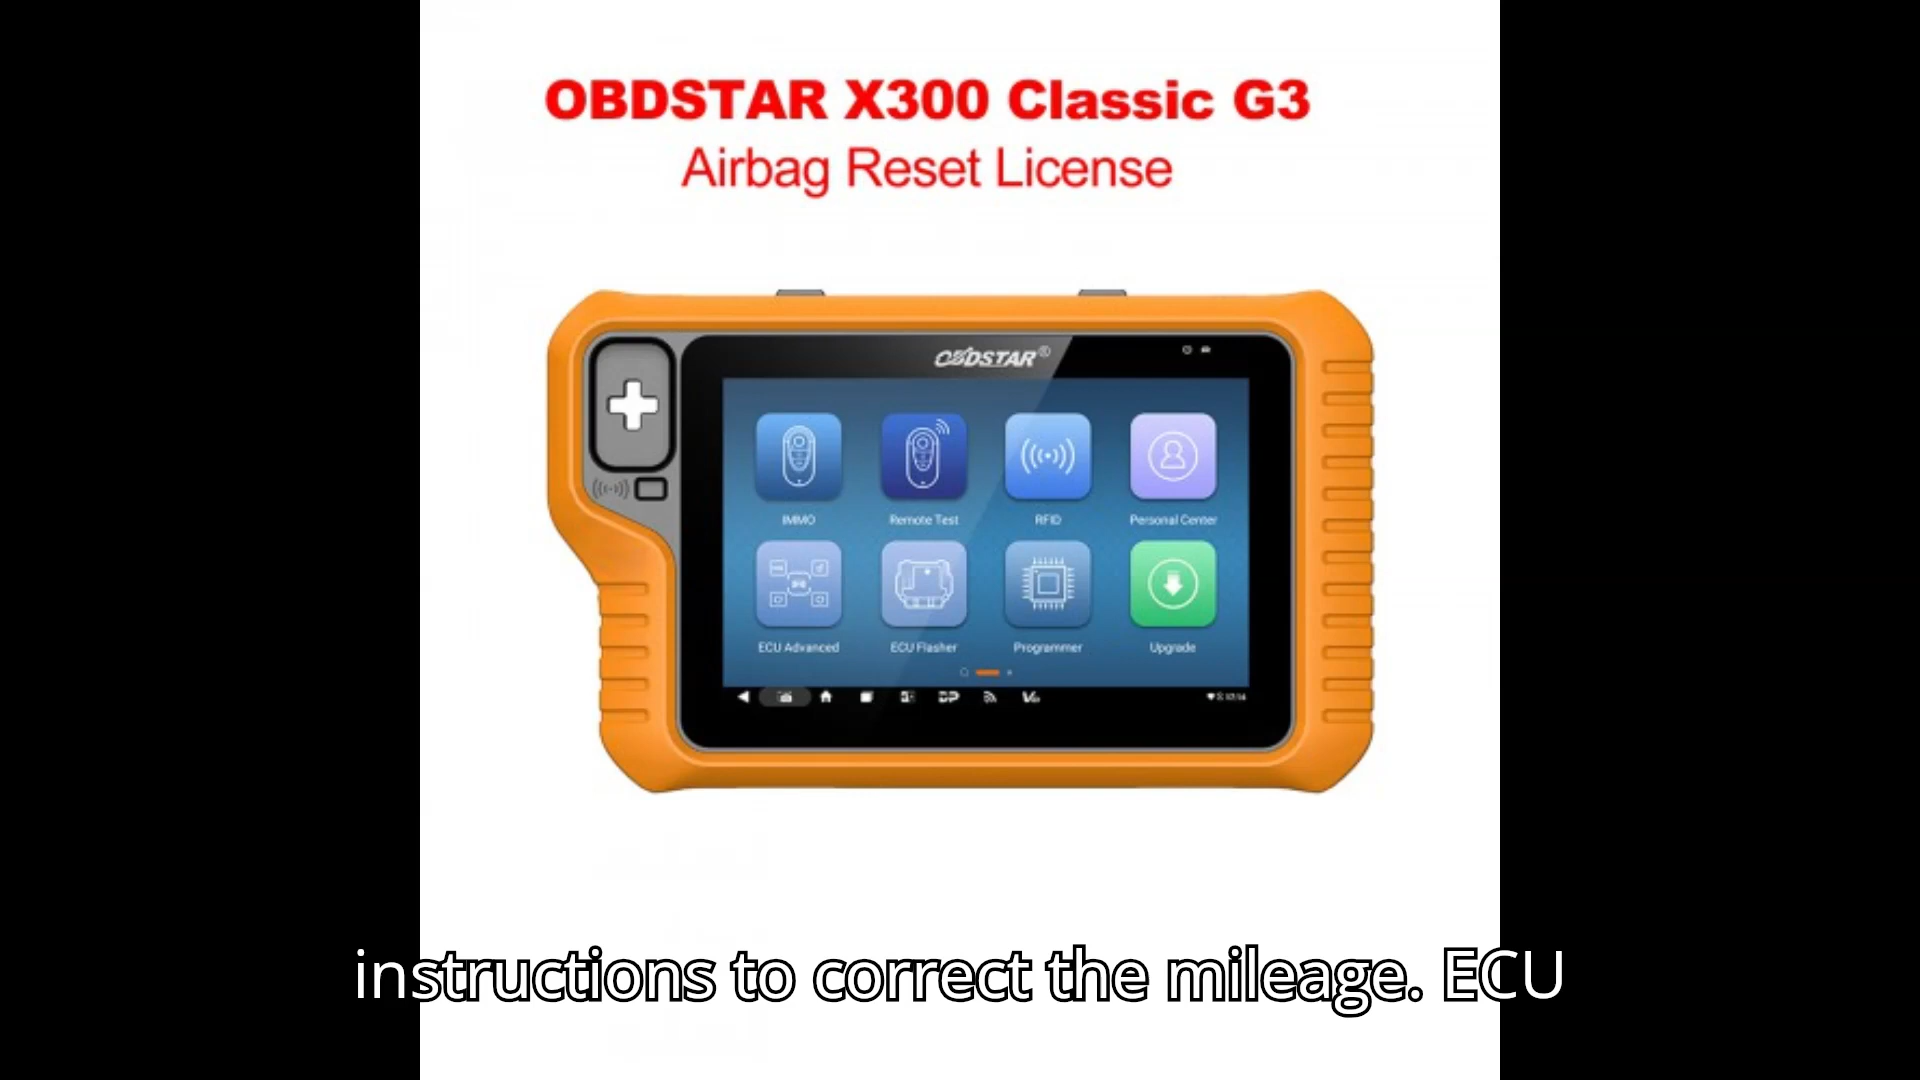 OBDSTAR X300 Classic G3
Airbag Reset License
OBDSTAR®
IMMO
Remote Test
RFID
Personal Center
ECU Advanced
ECU Flasher
Programmer
Upgrade
instructions to correct the mileage. ECU